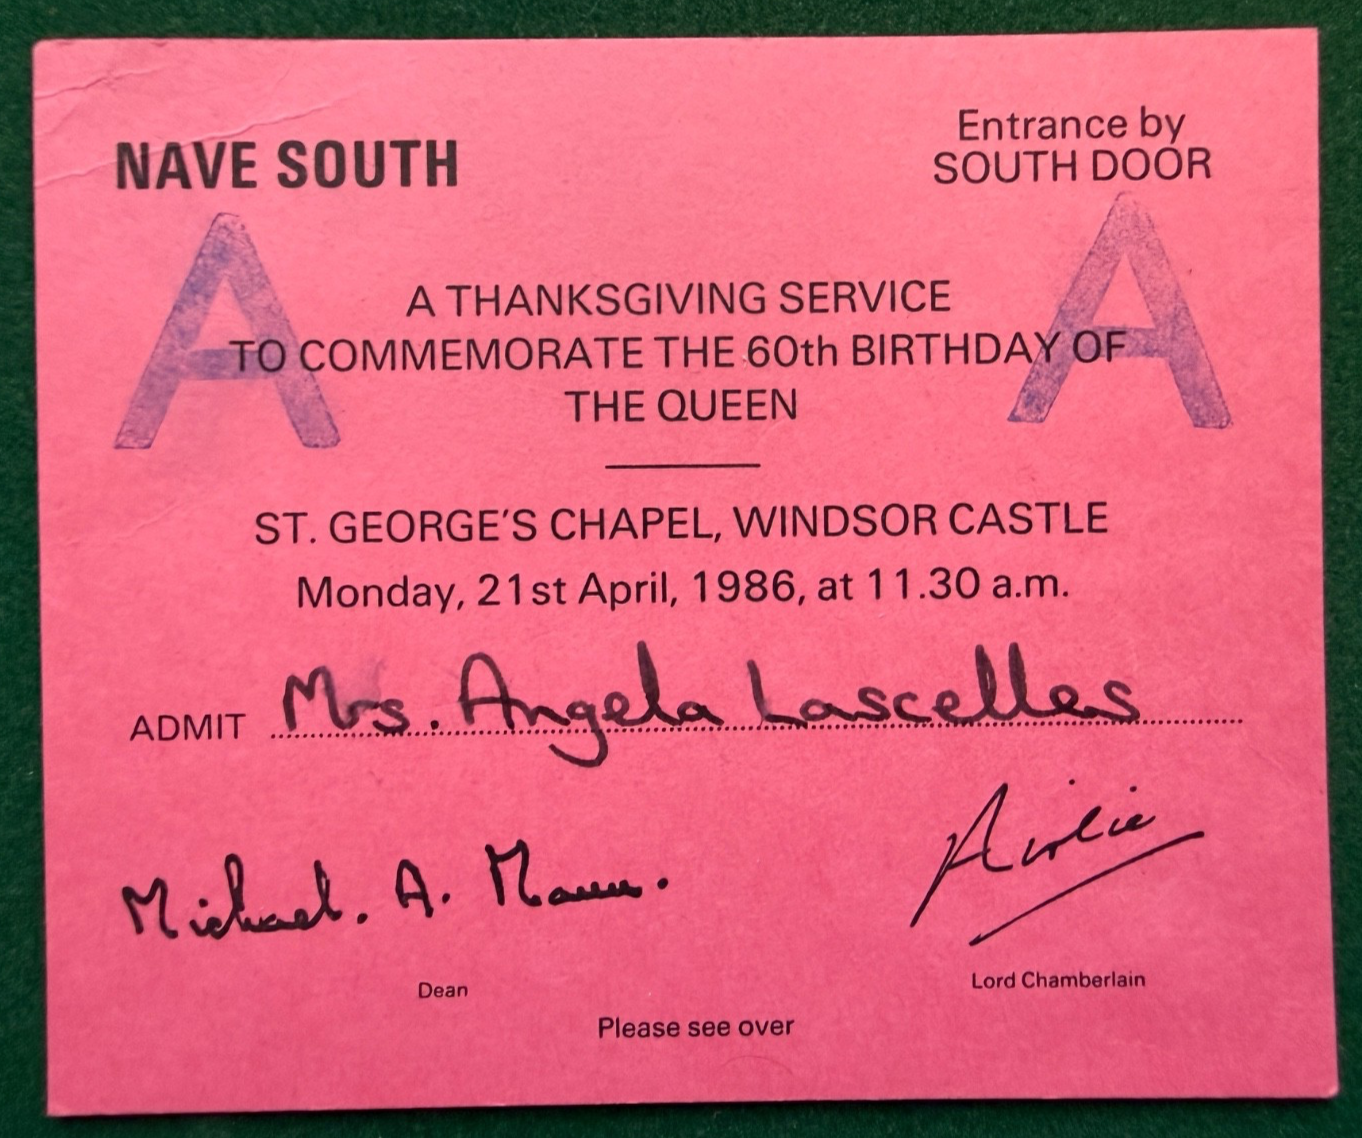 NAVE SOUTH
Entrance by
SOUTH DOOR
A
A
A THANKSGIVING SERVICE
TO COMMEMORATE THE 60th BIRTHDAY OF
THE QUEEN
ST. GEORGE'S CHAPEL, WINDSOR CASTLE
Monday, 21st April, 1986, at 11.30 a.m.
ADMIT Mrs. Angela Lascelles
Michael. A. Mann.
Airlie
Dean
Lord Chamberlain
Please see over